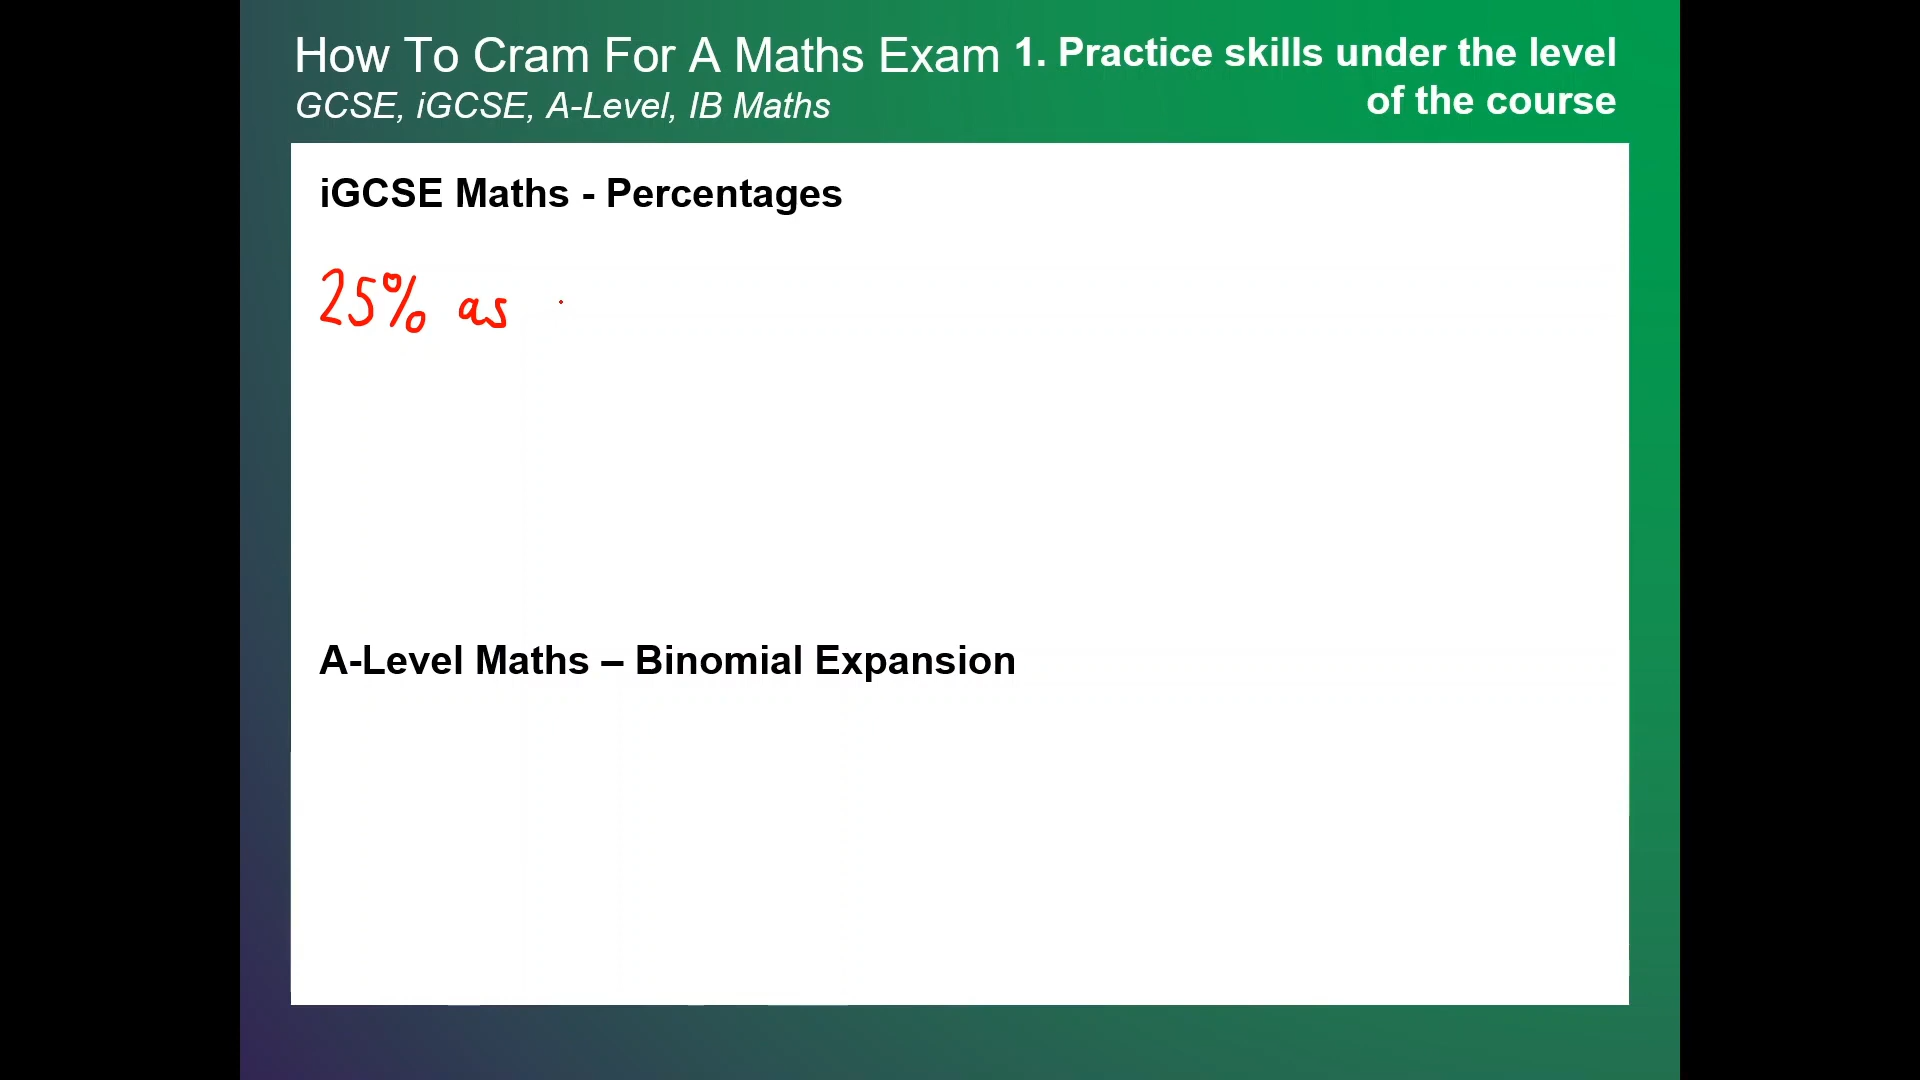 How To Cram For A Maths Exam
GCSE, iGCSE, A-Level, IB Maths
1. Practice skills under the level
of the course
iGCSE Maths - Percentages
25% as
A-Level Maths – Binomial Expansion